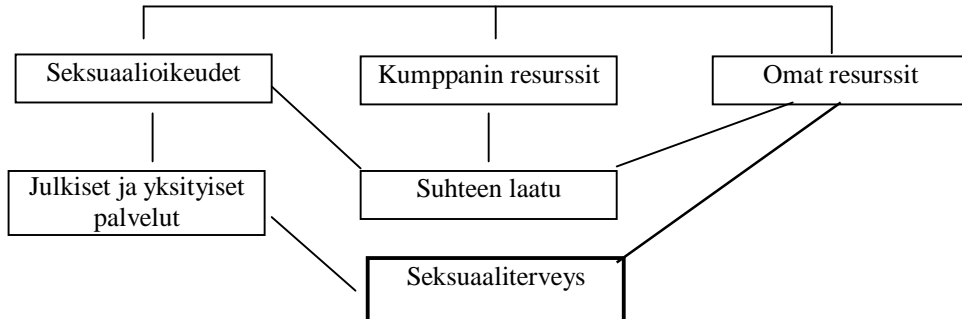 Seksuaalioikeudet
Kumppanin resurssit
Omat resurssit
Julkiset ja yksityiset
palvelut
Suhteen laatu
Seksuaaliterveys